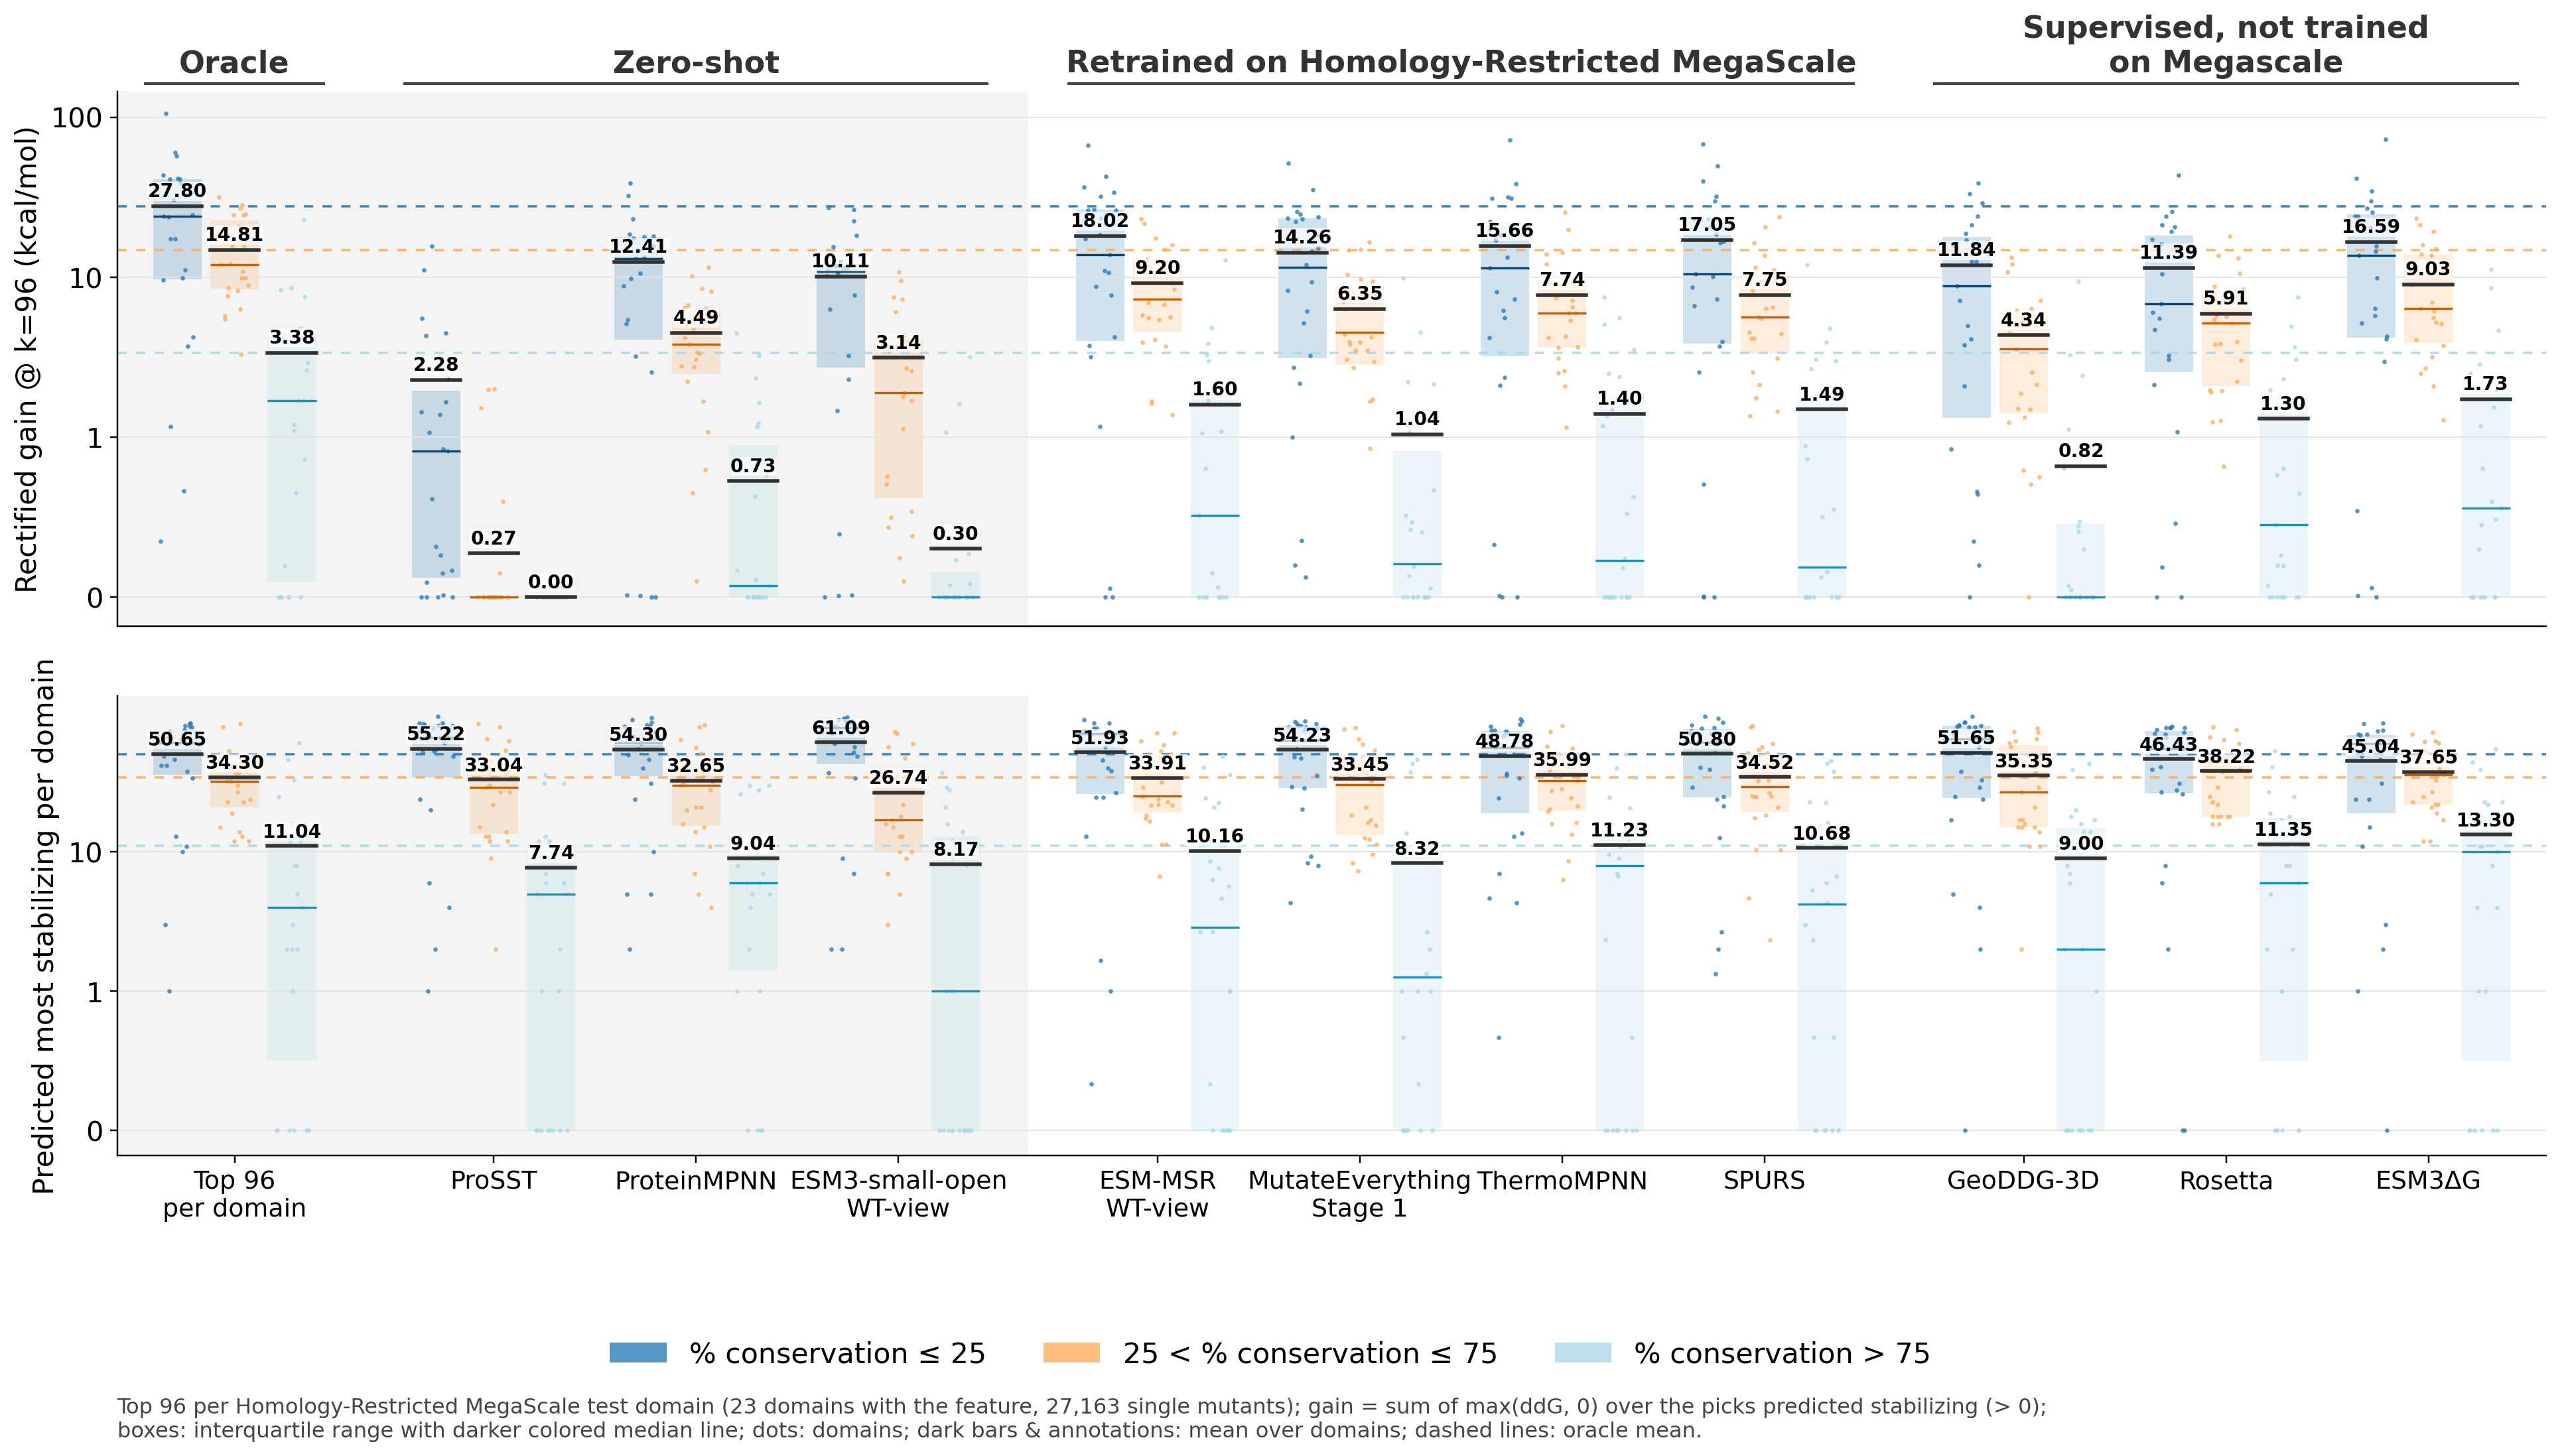 Oracle
Zero-shot
Retrained on Homology-Restricted MegaScale
Supervised, not trained
on Megascale
Rectified gain @ k=96 (kcal/mol)
100
10
1
0
27.80
14.81
3.38
2.28
0.27
0.00
12.41
4.49
0.73
10.11
3.14
0.30
18.02
9.20
1.60
14.26
6.35
1.04
15.66
7.74
1.40
17.05
7.75
1.49
11.84
4.34
0.82
11.39
5.91
1.30
16.59
9.03
1.73
Predicted most stabilizing per domain
10
1
0
50.65
34.30
11.04
55.22
33.04
7.74
54.30
32.65
9.04
61.09
26.74
8.17
51.93
33.91
10.16
54.23
33.45
8.32
48.78
35.99
11.23
50.80
34.52
10.68
51.65
35.35
9.00
46.43
38.22
11.35
45.04
37.65
13.30
Top 96
per domain
ProSST
ProteinMPNN
ESM3-small-open
WT-view
ESM-MSR
WT-view
MutateEverything
Stage 1
ThermoMPNN
SPURS
GeoDDG-3D
Rosetta
ESM3ΔG
% conservation ≤ 25
25 < % conservation ≤ 75
% conservation > 75
Top 96 per Homology-Restricted MegaScale test domain (23 domains with the feature, 27,163 single mutants); gain = sum of max(ddG, 0) over the picks predicted stabilizing (> 0);
boxes: interquartile range with darker colored median line; dots: domains; dark bars & annotations: mean over domains; dashed lines: oracle mean.